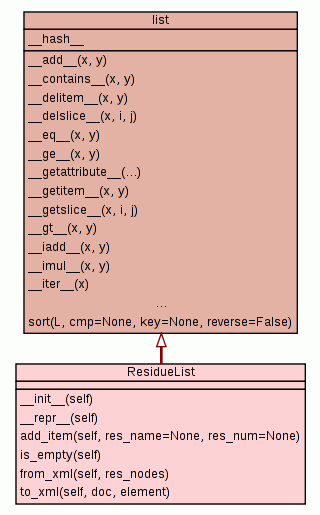 list
__hash__
__add__(x, y)
__contains__(x, y)
__delitem__(x, y)
__delslice__(x, i, j)
__eq__(x, y)
__ge__(x, y)
__getattribute__(...)
__getitem__(x, y)
__getslice__(x, i, j)
__gt__(x, y)
__iadd__(x, y)
__imul__(x, y)
__iter__(x)
...
sort(L, cmp=None, key=None, reverse=False)
ResidueList
__init__(self)
__repr__(self)
add_item(self, res_name=None, res_num=None)
is_empty(self)
from_xml(self, res_nodes)
to_xml(self, doc, element)